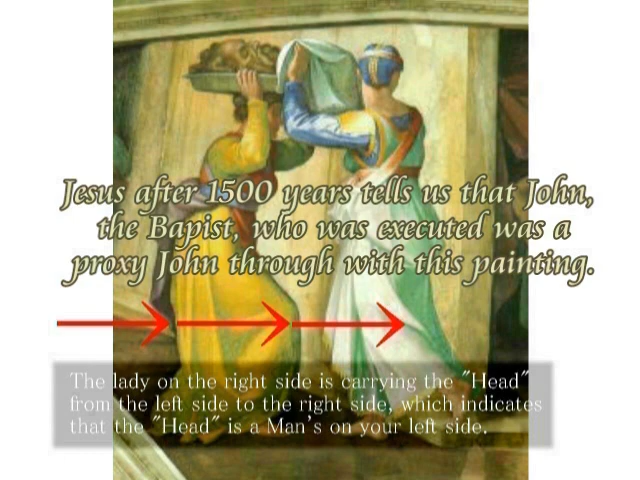 Jesus after 1500 years tells us that John,
the Bapist, who was executed was a
proxy John through with this painting.
The lady on the right side is carrying the "Head"
from the left side to the right side, which indicates
that the "Head" is a Man's on your left side.